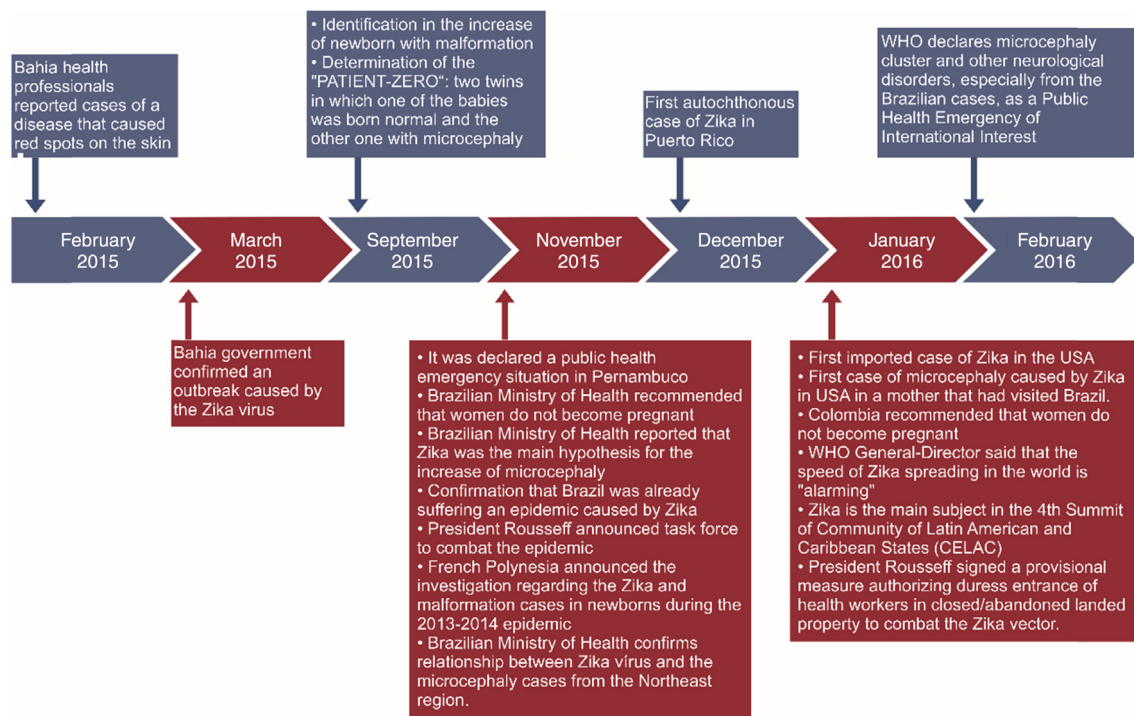 Bahia health
professionals
reported cases of a
disease that caused
red spots on the skin
• Identification in the increase
of newborn with malformation
• Determination of the
"PATIENT-ZERO“: two twins
in which one of the babies
was born normal and the
other one with microcephaly
First autochthonous
case of Zika in
Puerto Rico
WHO declares microcephaly
cluster and other neurological
disorders, especially from the
Brazilian cases, as a Public
Health Emergency of
International Interest
February
2015
March
2015
September
2015
November
2015
December
2015
January
2016
February
2016
Bahia government
confirmed an
outbreak caused by
the Zika virus
• It was declared a public health
emergency situation in Pernambuco
• Brazilian Ministry of Health recommended
that women do not become pregnant
• Brazilian Ministry of Health reported that
Zika was the main hypothesis for the
increase of microcephaly
• Confirmation that Brazil was already
suffering an epidemic caused by Zika
• President Rousseff announced task force
to combat the epidemic
• French Polynesia announced the
investigation regarding the Zika and
malformation cases in newborns during the
2013-2014 epidemic
• Brazilian Ministry of Health confirms
relationship between Zika vírus and the
microcephaly cases from the Northeast
region.
• First imported case of Zika in the USA
• First case of microcephaly caused by Zika
in USA in a mother that had visited Brazil.
• Colombia recommended that women do
not become pregnant
• WHO General-Director said that the
speed of Zika spreading in the world is
"alarming"
• Zika is the main subject in the 4th Summit
of Community of Latin American and
Caribbean States (CELAC)
• President Rousseff signed a provisional
measure authorizing duress entrance of
health workers in closed/abandoned landed
property to combat the Zika vector.